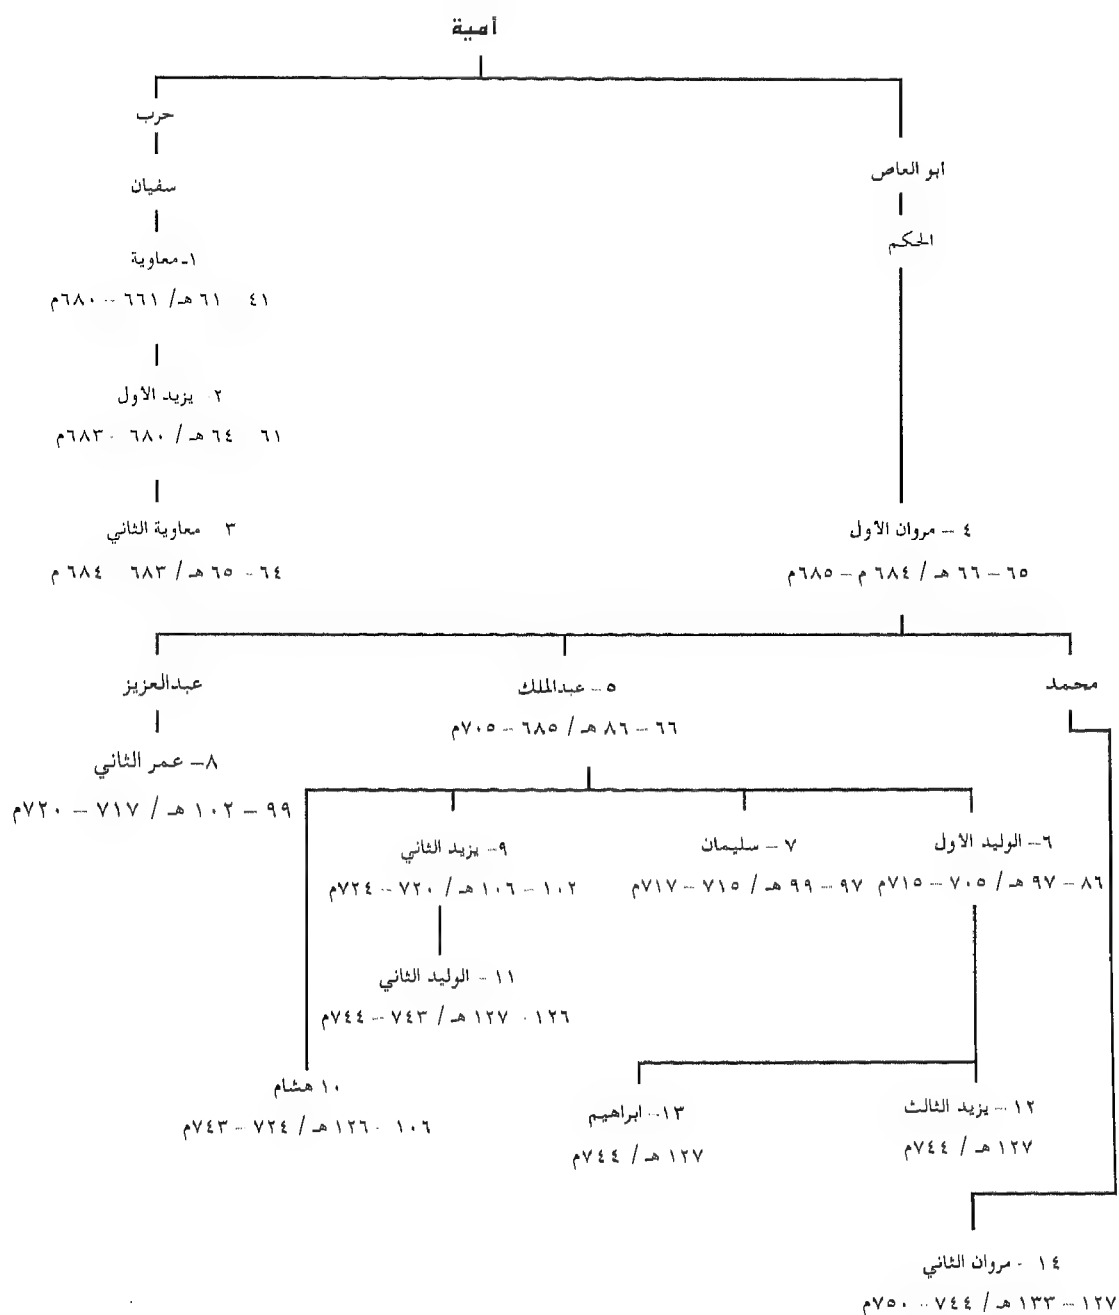 أمية
حرب
أبو العاص
سفيان
الحكم
١ـ معاوية
٤١ ٦١ هـ / ٦٦١ -- ٦٨٠م
٢ يزيد الأول
٦١ ٦٤ هـ / ٦٨٠ - ٦٨٣م
٣ معاوية الثاني
٦٤ - ٦٥ هـ / ٦٨٣ ٦٨٤ م
٤ – مروان الأول
٦٥ – ٦٦ هـ / ٦٨٤ م – ٦٨٥م
محمد
٥ – عبدالملك
٦٦ – ٨٦ هـ / ٦٨٥ – ٧٠٥م
عبدالعزيز
٨– عمر الثاني
٩٩ – ١٠٢ هـ / ٧١٧ – ٧٢٠م
٦– الوليد الأول
٨٦ – ٩٧ هـ / ٧٠٥ – ٧١٥م
٧ – سليمان
٩٧ – ٩٩ هـ / ٧١٥ – ٧١٧م
٩– يزيد الثاني
١٠٢ – ١٠٦ هـ / ٧٢٠ – ٧٢٤م
١١ – الوليد الثاني
١٢٦ - ١٢٧ هـ / ٧٤٣ – ٧٤٤م
١٠ هشام
١٠٦ - ١٢٦ هـ / ٧٢٤ – ٧٤٣م
١٢ – يزيد الثالث
١٢٧ هـ / ٧٤٤م
١٣ – ابراهيم
١٢٧ هـ / ٧٤٤م
١٤ - مروان الثاني
١٢٧ – ١٣٣ هـ / ٧٤٤ – ٧٥٠م